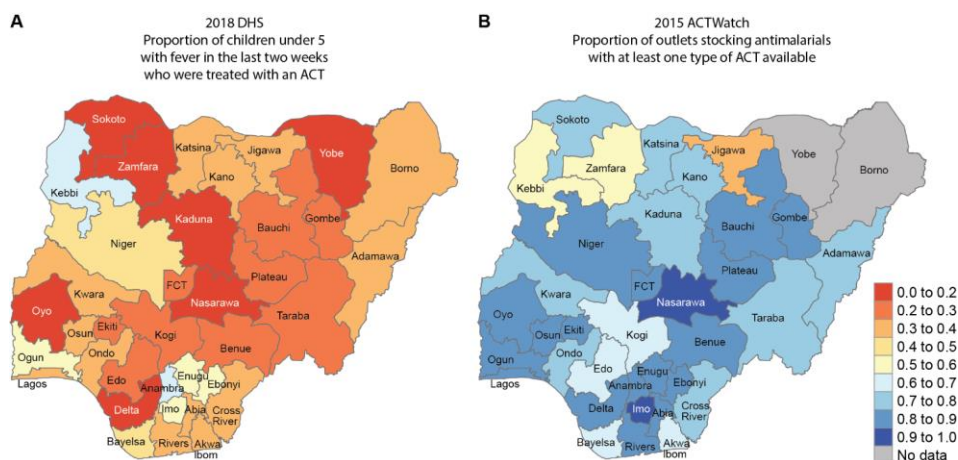 A
2018 DHS
Proportion of children under 5
with fever in the last two weeks
who were treated with an ACT
Sokoto
Zamfara
Katsina
Jigawa
Yobe
Borno
Kano
Kebbi
Kaduna
Bauchi
Gombe
Niger
Adamawa
Plateau
FCT
Nasarawa
Kwara
Taraba
Oyo
Kogi
Osun
Ekiti
Benue
Ogun
Ondo
Edo
Enugu
Lagos
Anambra
Ebonyi
Delta
Imo
Abia
Cross
River
Bayelsa
Rivers
Akwa
Ibom
B
2015 ACTWatch
Proportion of outlets stocking antimalarials
with at least one type of ACT available
Sokoto
Katsina
Jigawa
Yobe
Borno
Zamfara
Kano
Kebbi
Kaduna
Bauchi
Gombe
Niger
Adamawa
Plateau
FCT
Nasarawa
Kwara
Taraba
Oyo
Kogi
Osun
Ekiti
Benue
Ogun
Ondo
Edo
Enugu
Lagos
Anambra
Ebonyi
Delta
Imo
Abia
Cross
River
Bayelsa
Rivers
Akwa
Ibom
0.0 to 0.2
0.2 to 0.3
0.3 to 0.4
0.4 to 0.5
0.5 to 0.6
0.6 to 0.7
0.7 to 0.8
0.8 to 0.9
0.9 to 1.0
No data